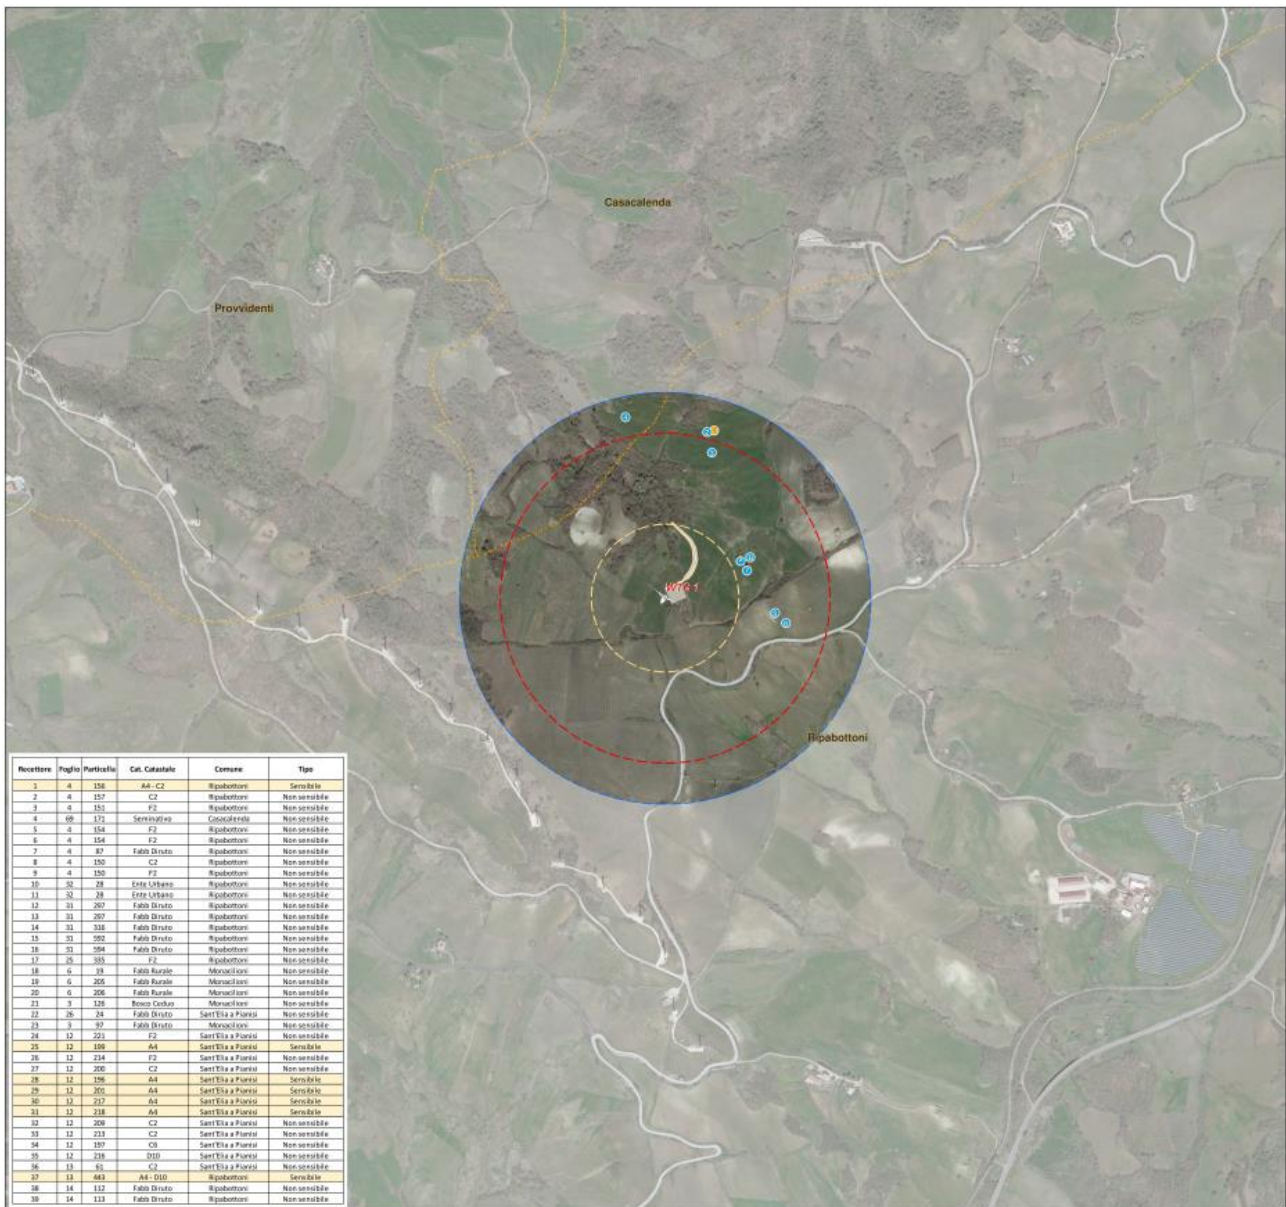 Casacalenda
Provvidenti
WTG 1
Ripabottoni
Recettore Foglio Particella Cat. Catastale Comune Tipo
1 4 156 A4 - C2 Ripabottoni Sensibile
2 4 157 C2 Ripabottoni Non sensibile
3 4 151 F2 Ripabottoni Non sensibile
4 69 171 Seminativo Casacalenda Non sensibile
5 4 154 F2 Ripabottoni Non sensibile
6 4 154 F2 Ripabottoni Non sensibile
7 4 87 Fabb Diruto Ripabottoni Non sensibile
8 4 150 C2 Ripabottoni Non sensibile
9 4 150 F2 Ripabottoni Non sensibile
10 32 28 Ente Urbano Ripabottoni Non sensibile
11 32 28 Ente Urbano Ripabottoni Non sensibile
12 31 297 Fabb Diruto Ripabottoni Non sensibile
13 31 297 Fabb Diruto Ripabottoni Non sensibile
14 31 316 Fabb Diruto Ripabottoni Non sensibile
15 31 592 Fabb Diruto Ripabottoni Non sensibile
16 31 594 Fabb Diruto Ripabottoni Non sensibile
17 25 335 F2 Ripabottoni Non sensibile
18 6 19 Fabb Rurale Monacilioni Non sensibile
19 6 205 Fabb Rurale Monacilioni Non sensibile
20 6 206 Fabb Rurale Monacilioni Non sensibile
21 3 126 Bosco Ceduo Monacilioni Non sensibile
22 26 24 Fabb Diruto Sant'Elia a Pianisi Non sensibile
23 3 97 Fabb Diruto Monacilioni Non sensibile
24 12 221 F2 Sant'Elia a Pianisi Non sensibile
25 12 199 A4 Sant'Elia a Pianisi Sensibile
26 12 214 F2 Sant'Elia a Pianisi Non sensibile
27 12 200 C2 Sant'Elia a Pianisi Non sensibile
28 12 196 A4 Sant'Elia a Pianisi Sensibile
29 12 201 A4 Sant'Elia a Pianisi Sensibile
30 12 217 A4 Sant'Elia a Pianisi Sensibile
31 12 218 A4 Sant'Elia a Pianisi Sensibile
32 12 209 C2 Sant'Elia a Pianisi Non sensibile
33 12 213 C2 Sant'Elia a Pianisi Non sensibile
34 12 197 C6 Sant'Elia a Pianisi Non sensibile
35 12 216 D10 Sant'Elia a Pianisi Non sensibile
36 13 61 C2 Sant'Elia a Pianisi Non sensibile
37 13 443 A4 - D10 Ripabottoni Sensibile
38 14 112 Fabb Diruto Ripabottoni Non sensibile
39 14 113 Fabb Diruto Ripabottoni Non sensibile